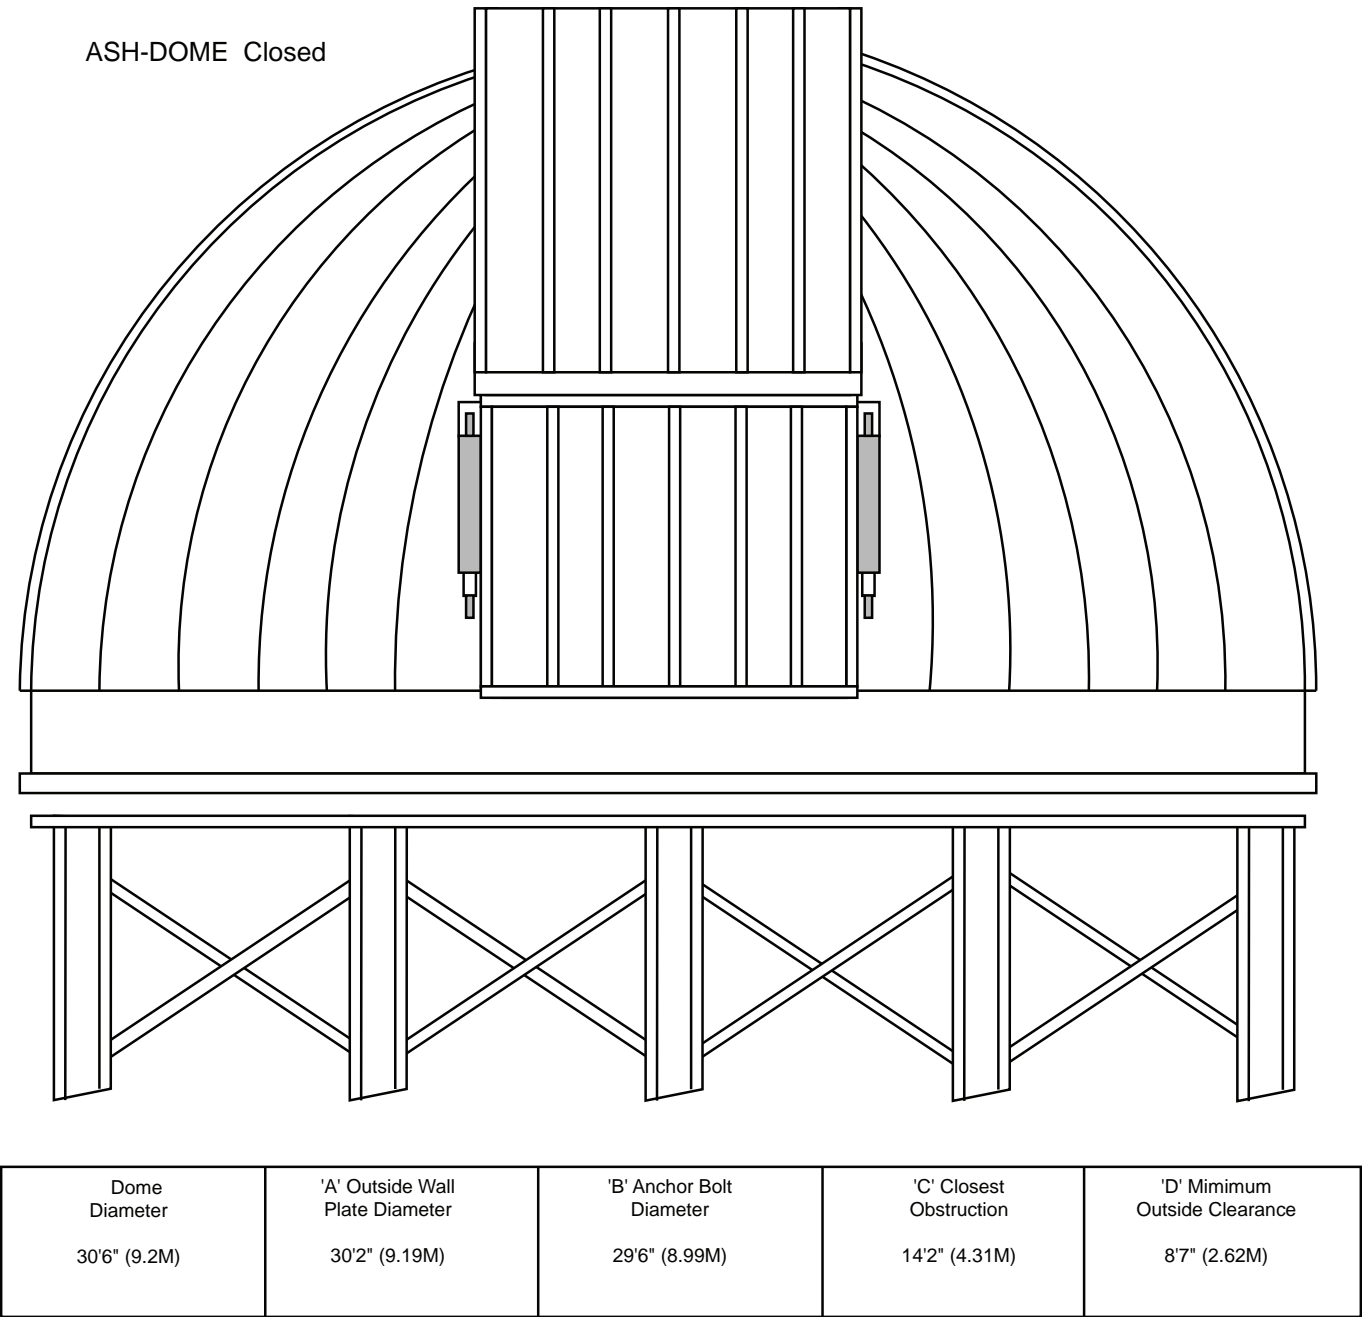 ASH-DOME Closed
Dome
Diameter
30'6" (9.2M)
'A' Outside Wall
Plate Diameter
30'2" (9.19M)
'B' Anchor Bolt
Diameter
29'6" (8.99M)
'C' Closest
Obstruction
14'2" (4.31M)
'D' Mimimum
Outside Clearance
8'7" (2.62M)